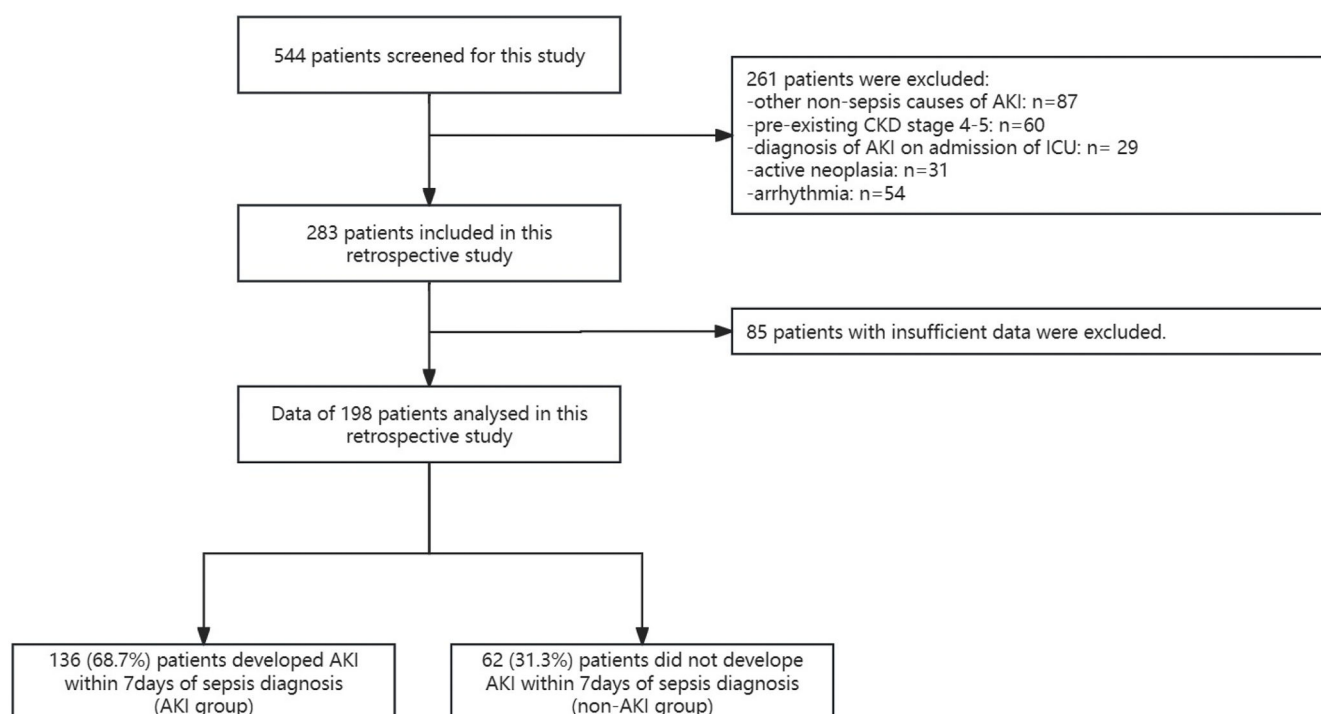 544 patients screened for this study
261 patients were excluded:
-other non-sepsis causes of AKI: n=87
-pre-existing CKD stage 4-5: n=60
-diagnosis of AKI on admission of ICU: n= 29
-active neoplasia: n=31
-arrhythmia: n=54
283 patients included in this
retrospective study
85 patients with insufficient data were excluded.
Data of 198 patients analysed in this
retrospective study
136 (68.7%) patients developed AKI
within 7days of sepsis diagnosis
(AKI group)
62 (31.3%) patients did not develope
AKI within 7days of sepsis diagnosis
(non-AKI group)